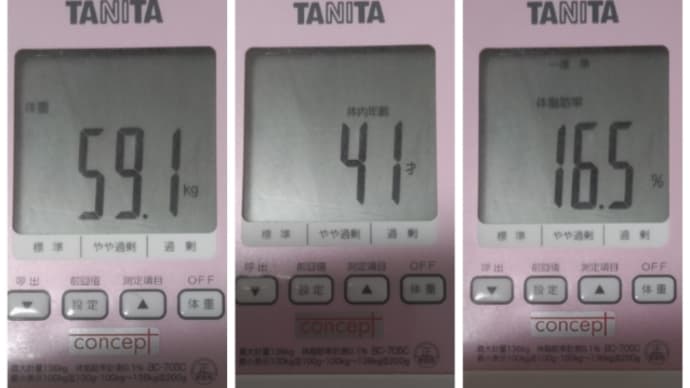 TANITA
体重
59.1 kg
標準 やや過剰 過剰
呼出 前回値 測定項目 OFF
▼ 設定 ▲ 体重
concept
TANITA
体内年齢
41 才
標準 やや過剰 過剰
呼出 前回値 測定項目 OFF
▼ 設定 ▲ 体重
concept
BC-705C
TANITA
標準
体脂肪率
16.5 %
標準 やや過剰 過剰
呼出 前回値 測定項目 OFF
▼ 設定 ▲ 体重
concept